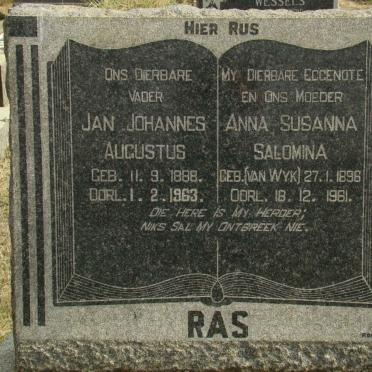 WESSELS
HIER RUS
ONS DIERBARE
VADER
JAN JOHANNES
AUGUSTUS
GEB. 11. 9. 1898.
OORL. 1. 2. 1963.
MY DIERBARE EGGENOTE
EN ONS MOEDER
ANNA SUSANNA
SALOMINA
GEB.(VAN WYK) 27. 1. 1896
OORL. 18. 12. 1981.
DIE HERE IS MY HERDER;
NIKS SAL MY ONTBREEK NIE.
RAS